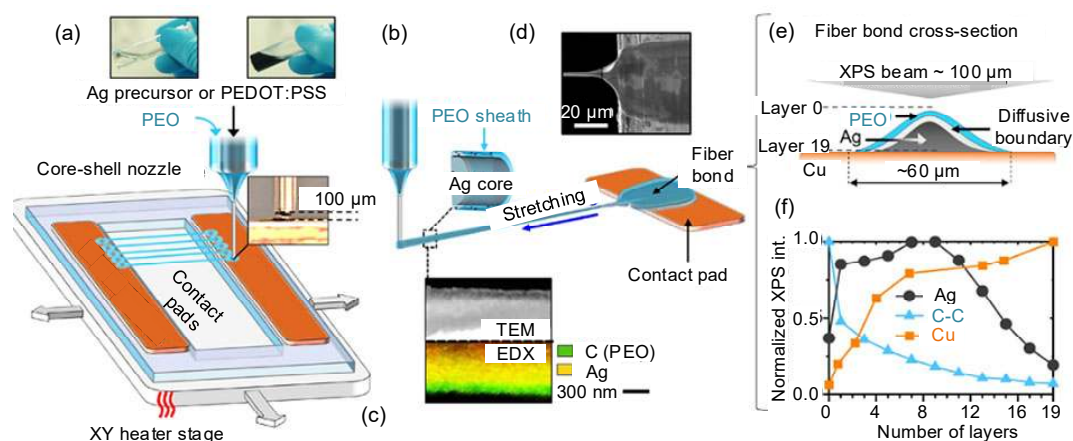 (a)
Ag precursor or PEDOT:PSS
PEO
Core-shell nozzle
100 µm
Contact
pads
XY heater stage
(b)
(c)
(d)
20 µm
PEO sheath
Ag core
Stretching
Fiber
bond
Contact pad
TEM
EDX
C (PEO)
Ag
300 nm
(e)
Fiber bond cross-section
XPS beam ~ 100 µm
Layer 0
PEO
Diffusive
boundary
Ag
Layer 19
Cu
~60 µm
(f)
Normalized XPS int.
1.0
0.5
0.0
Ag
C-C
Cu
0 4 8 12 15 19
Number of layers